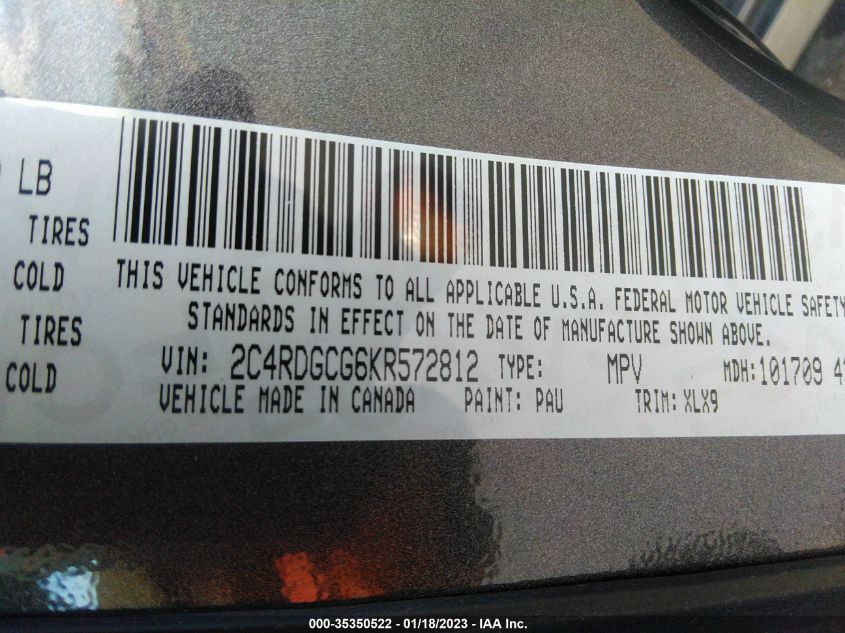 LB
TIRES
COLD
TIRES
COLD
THIS VEHICLE CONFORMS TO ALL APPLICABLE U.S.A. FEDERAL MOTOR VEHICLE SAFETY
STANDARDS IN EFFECT ON THE DATE OF MANUFACTURE SHOWN ABOVE.
VIN: 2C4RDGCG6KR572812 TYPE: MPV MDH:101709
VEHICLE MADE IN CANADA PAINT: PAU TRIM: XLX9
000-35350522 - 01/18/2023 - IAA Inc.